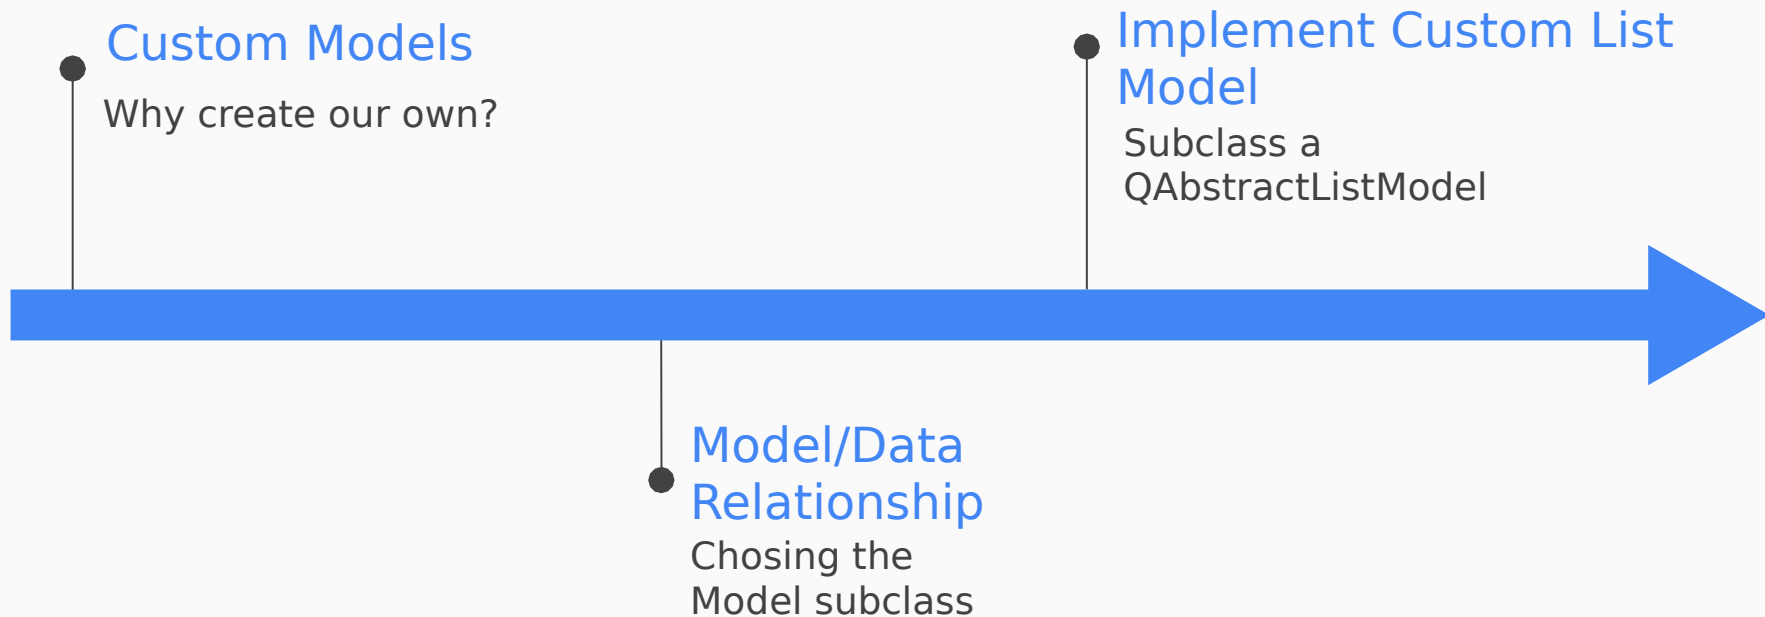 Custom Models
Why create our own?
Implement Custom List
Model
Subclass a
QAbstractListModel
Model/Data
Relationship
Chosing the
Model subclass